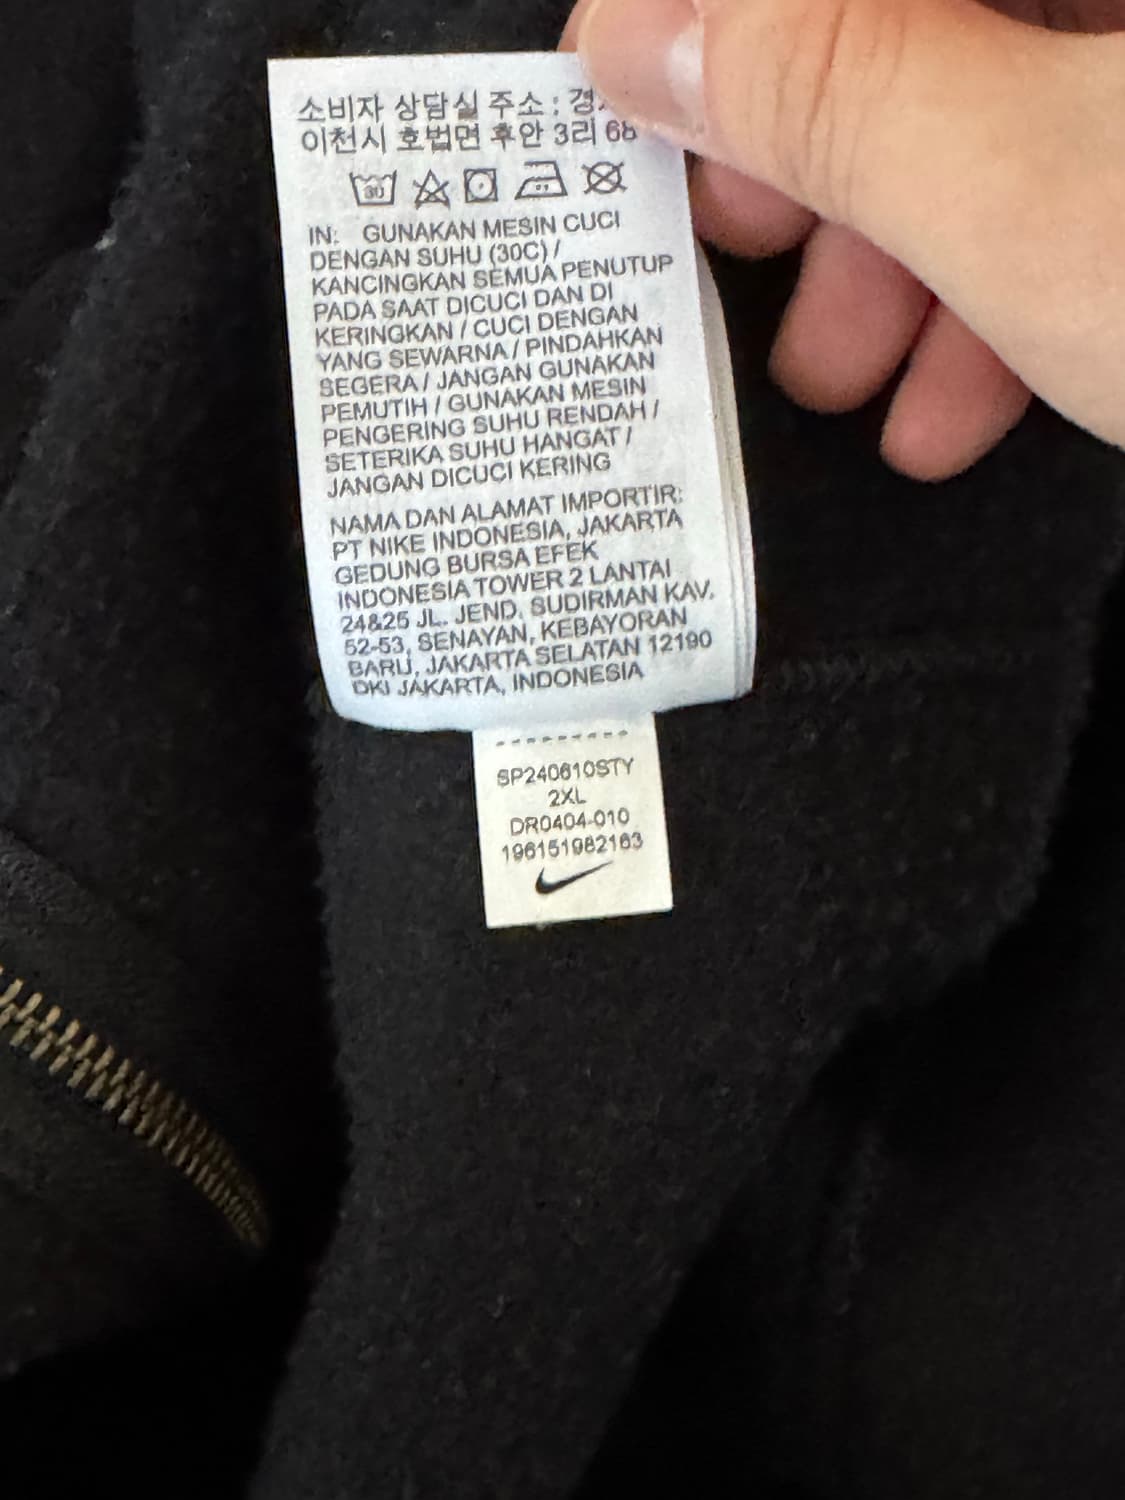 소비자 상담실 주소 :
이천시 호법면 후안 3리 68
30
IN: GUNAKAN MESIN CUCI
DENGAN SUHU (30C) /
KANCINGKAN SEMUA PENUTUP
PADA SAAT DICUCI DAN DI
KERINGKAN / CUCI DENGAN
YANG SEWARNA / PINDAHKAN
SEGERA / JANGAN GUNAKAN
PEMUTIH / GUNAKAN MESIN
PENGERING SUHU RENDAH /
SETERIKA SUHU HANGAT /
JANGAN DICUCI KERING
NAMA DAN ALAMAT IMPORTIR:
PT NIKE INDONESIA, JAKARTA
GEDUNG BURSA EFEK
INDONESIA TOWER 2 LANTAI
24&25 JL. JEND. SUDIRMAN KAV.
52-53, SENAYAN, KEBAYORAN
BARU, JAKARTA SELATAN 12190
DKI JAKARTA, INDONESIA
SP240610STY
2XL
DR0404-010
196151982163